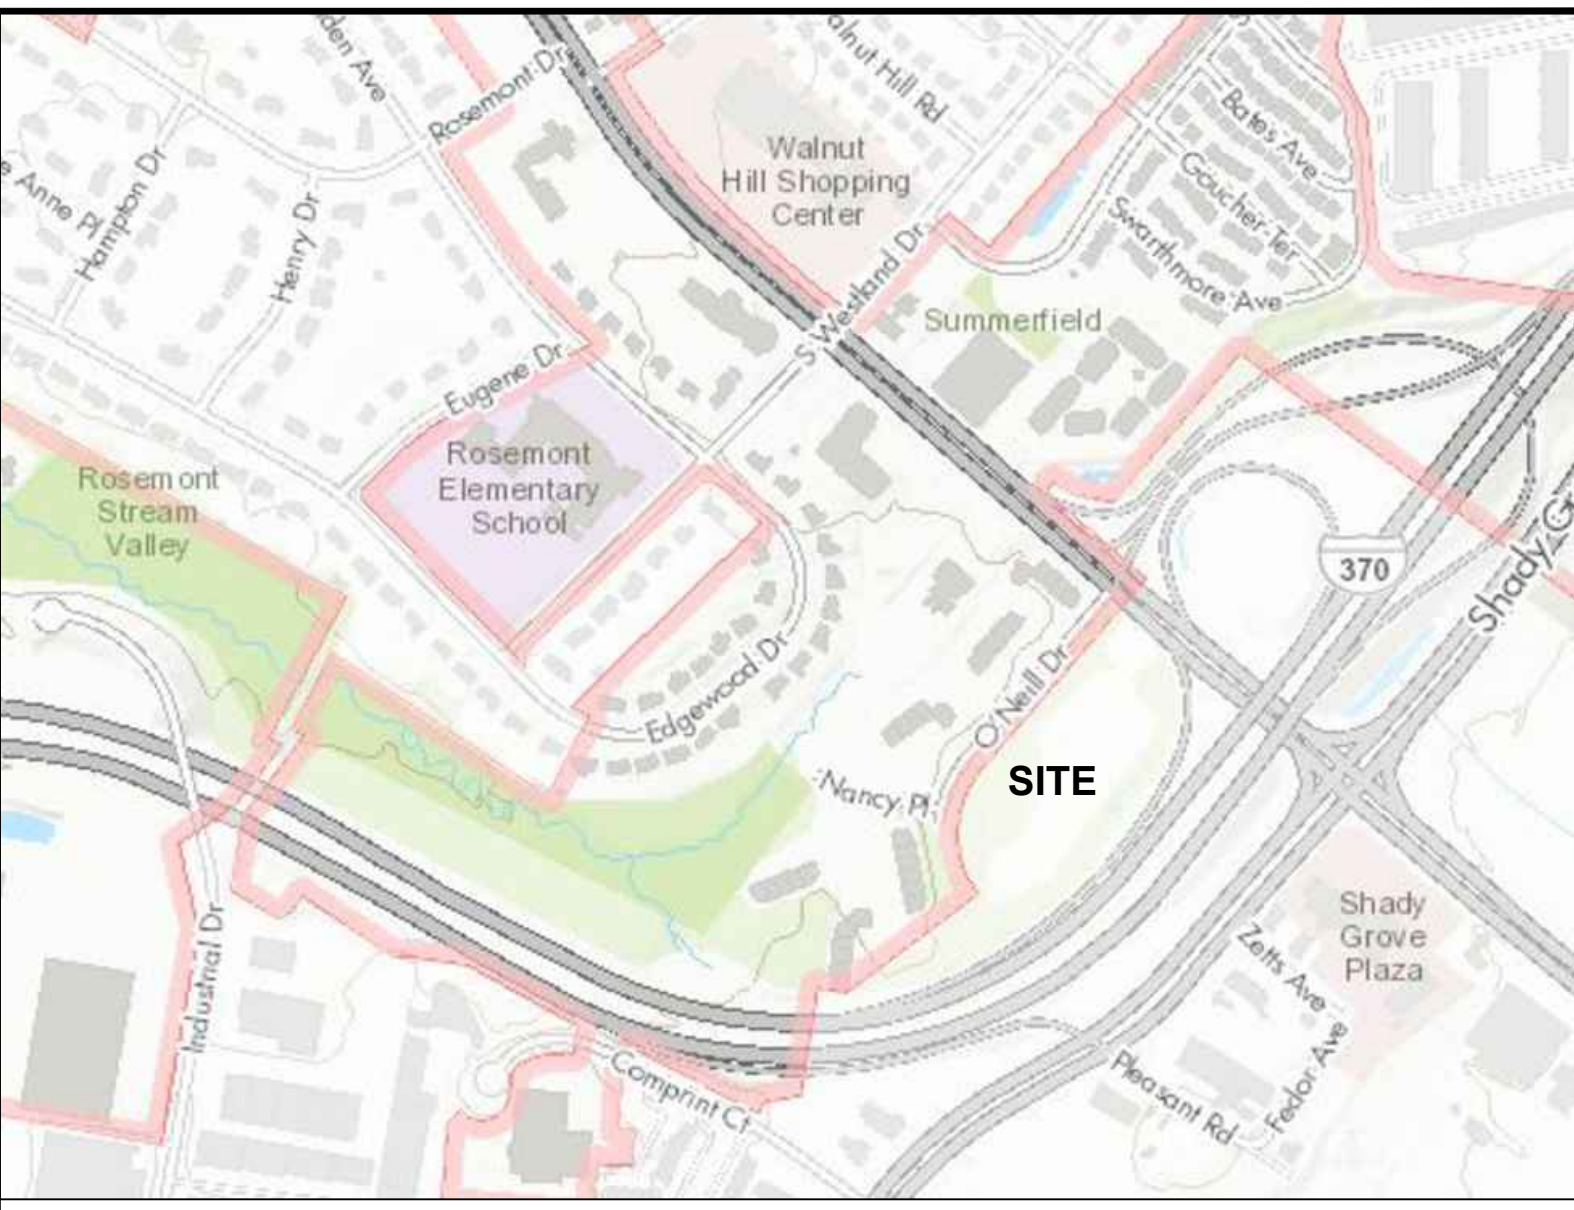 den Ave
Rosemont Dr
alnut Hill Rd
Bates Ave
Walnut
Hill Shopping
Center
Goucher Ter
Swarthmore Ave
e Anne Pl
Hampton Dr
Henry Dr
S Westland Dr
Summerfield
Eugene Dr
Rosemont
Elementary
School
Rosemont
Stream
Valley
370
Shady Gr
Edgewood Dr
O'Neill Dr
SITE
Nancy Pl
Shady
Grove
Plaza
Zetts Ave
Industrial Dr
Comprint Ct
Pleasant Rd
Fedor Ave